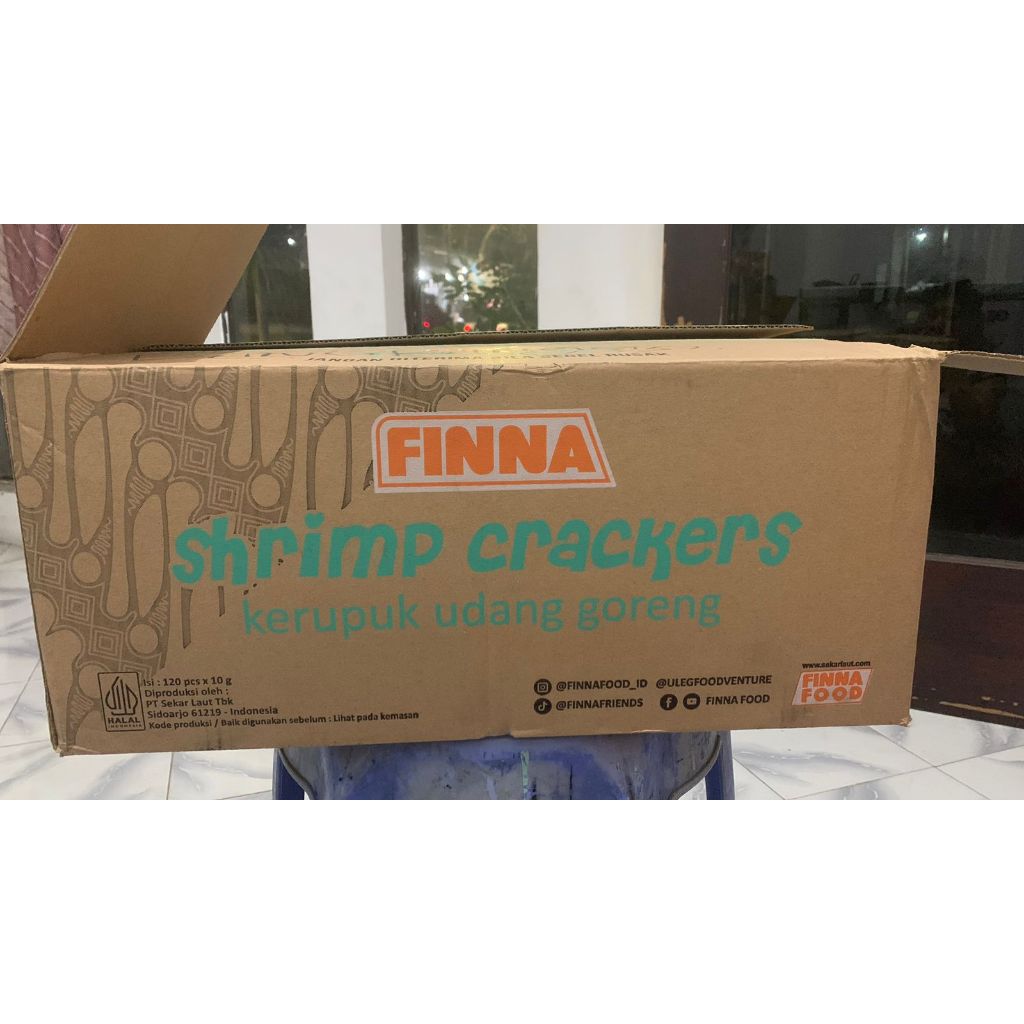 FINNA
shrimp crackers
kerupuk udang goreng
HALAL
INDONESIA
Isi : 120 pcs x 10 g
Diproduksi oleh :
PT Sekar Laut Tbk
Sidoarjo 61219 - Indonesia
Kode produksi / Baik digunakan sebelum : Lihat pada kemasan
@FINNAFOOD_ID @ULEGFOODVENTURE
@FINNAFRIENDS FINNA FOOD
www.sekarlaut.com
FINNA
FOOD